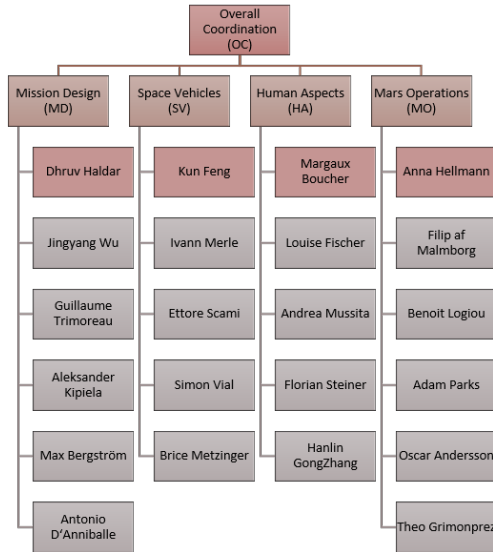 Overall
Coordination
(OC)
Mission Design
(MD)
Space Vehicles
(SV)
Human Aspects
(HA)
Mars Operations
(MO)
Dhruv Haldar
Kun Feng
Margaux
Boucher
Anna Hellmann
Jingyang Wu
Ivann Merle
Louise Fischer
Filip af
Malmborg
Guillaume
Trimoreau
Ettore Scami
Andrea Mussita
Benoit Logiou
Aleksander
Kipiela
Simon Vial
Florian Steiner
Adam Parks
Max Bergström
Brice Metzinger
Hanlin
GongZhang
Oscar Andersson
Antonio
D'Anniballe
Theo Grimonprez